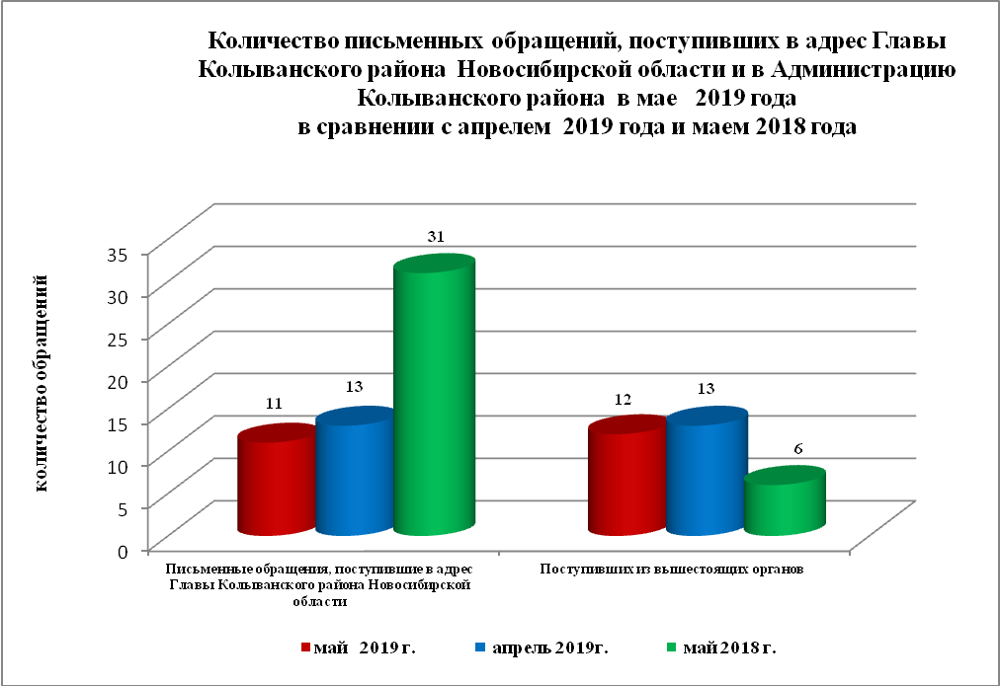 Количество письменных обращений, поступивших в адрес Главы
Колыванского района Новосибирской области и в Администрацию
Колыванского района в мае 2019 года
в сравнении с апрелем 2019 года и маем 2018 года
количество обращений
35
30
25
20
15
10
5
0
11
13
31
12
13
6
Письменные обращения, поступившие в адрес
Главы Колыванского района Новосибирской
области
Поступивших из вышестоящих органов
май 2019 г.
апрель 2019г.
май 2018 г.